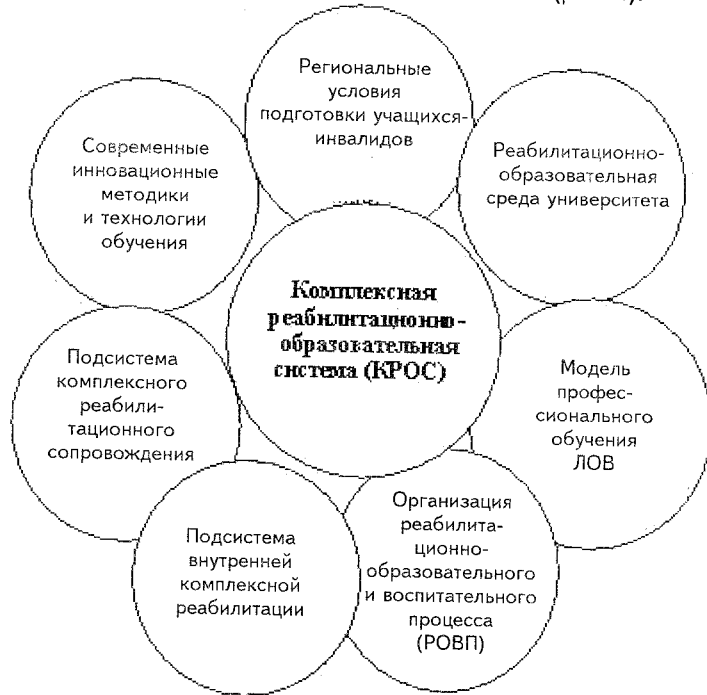 Региональные
условия
подготовки учащихся-
инвалидов
Современные
инновационные
методики
и технологии
обучения
Реабилитационно-
образовательная
среда университета
Комплексная
реабилитационно-
образовательная
система (КРОС)
Подсистема
комплексного
реабили-
тационного
сопровождения
Модель
профес-
сионального
обучения
ЛОВ
Подсистема
внутренней
комплексной
реабилитации
Организация
реабилита-
ционно-
образовательного
и воспитательного
процесса
(РОВП)